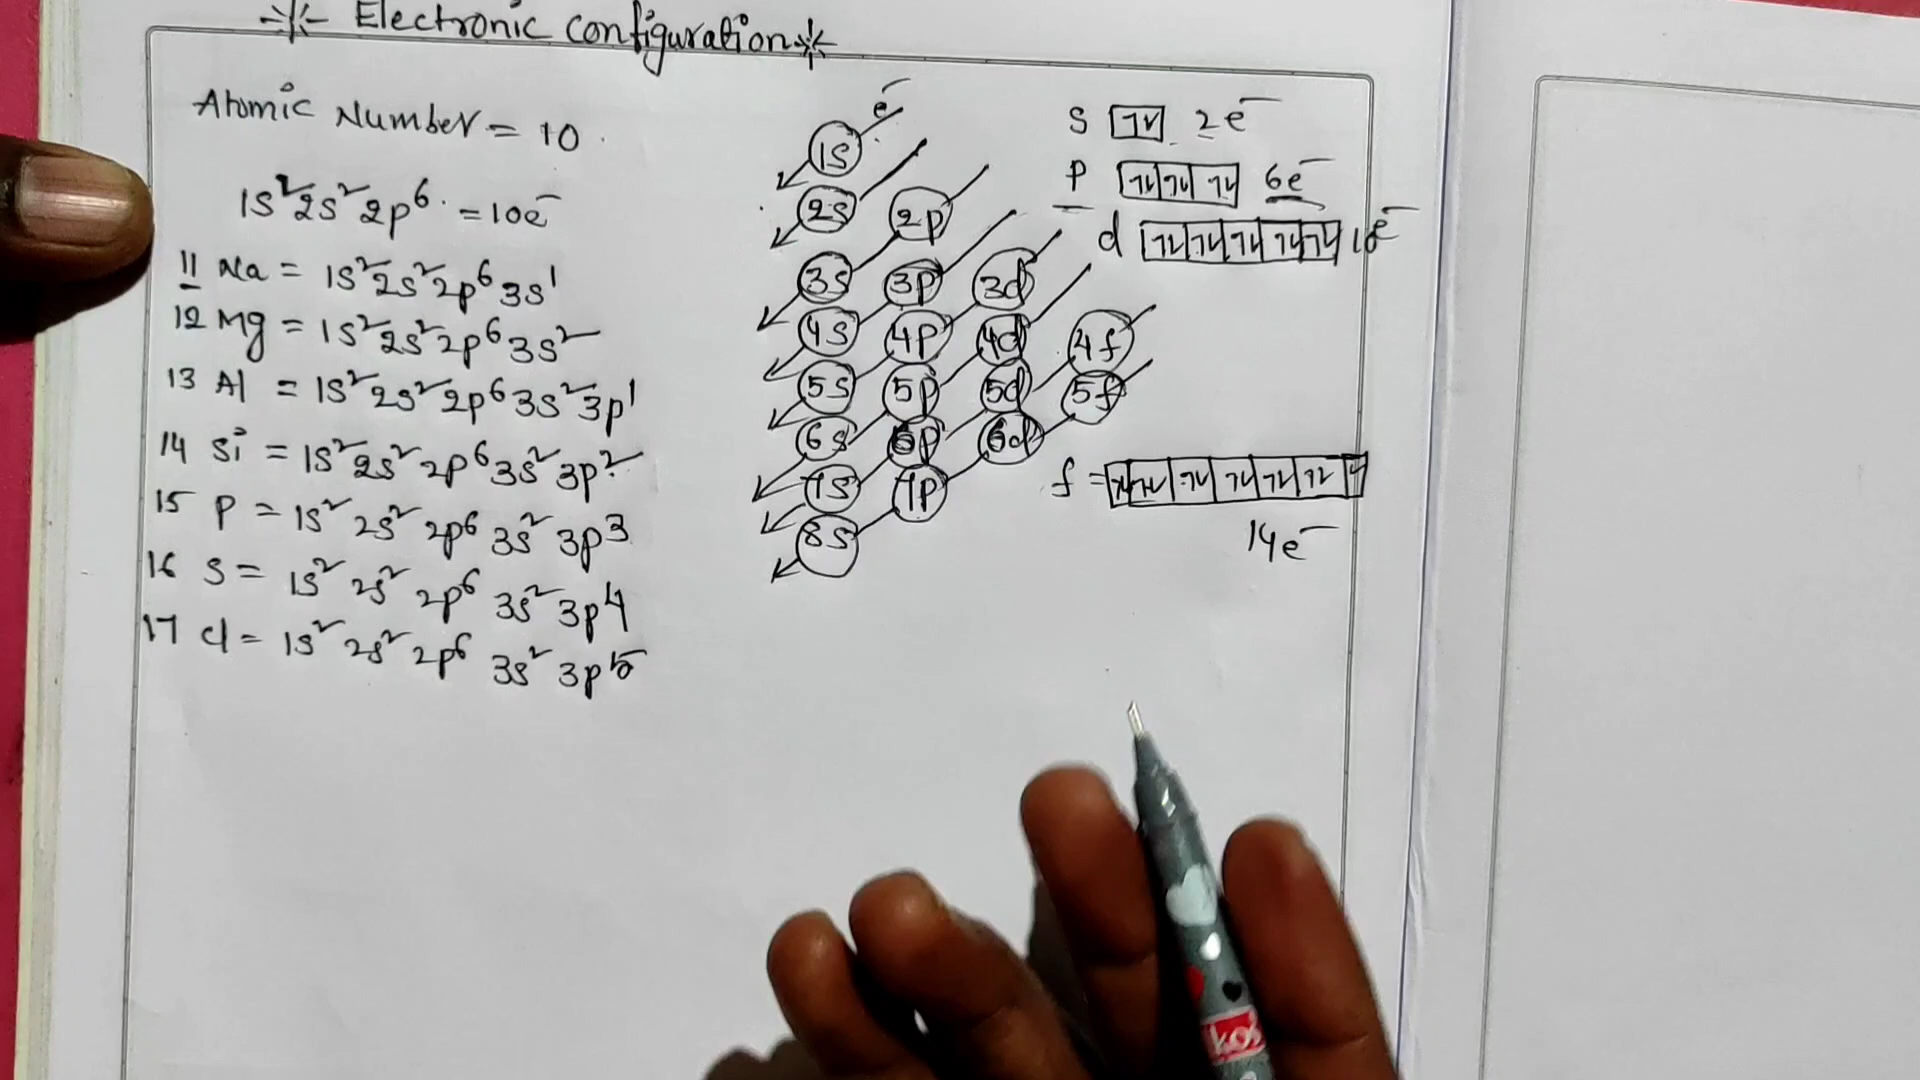 Electronic configuration
Atomic Number = 10
1s² 2s² 2p⁶ = 10e⁻
11 Na = 1s² 2s² 2p⁶ 3s¹
12 Mg = 1s² 2s² 2p⁶ 3s²
13 Al = 1s² 2s² 2p⁶ 3s² 3p¹
14 Si = 1s² 2s² 2p⁶ 3s² 3p²
15 P = 1s² 2s² 2p⁶ 3s² 3p³
16 S = 1s² 2s² 2p⁶ 3s² 3p⁴
17 Cl = 1s² 2s² 2p⁶ 3s² 3p⁵
e⁻
1s
2s 2p
3s 3p 3d
4s 4p 4d 4f
5s 5p 5d 5f
6s 6p 6d
7s 7p
8s
s 2e⁻
p 6e⁻
d 10e⁻
f =
14e⁻